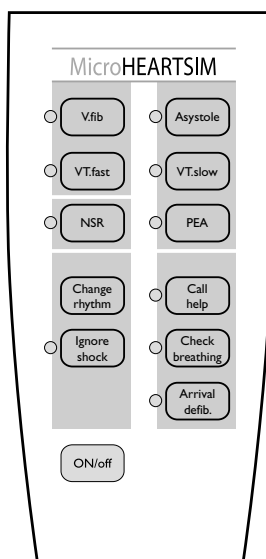 MicroHEARTSIM
V.fib
Asystole
VT.fast
VT.slow
NSR
PEA
Change
rhythm
Call
help
Ignore
shock
Check
breathing
Arrival
defib.
ON/off